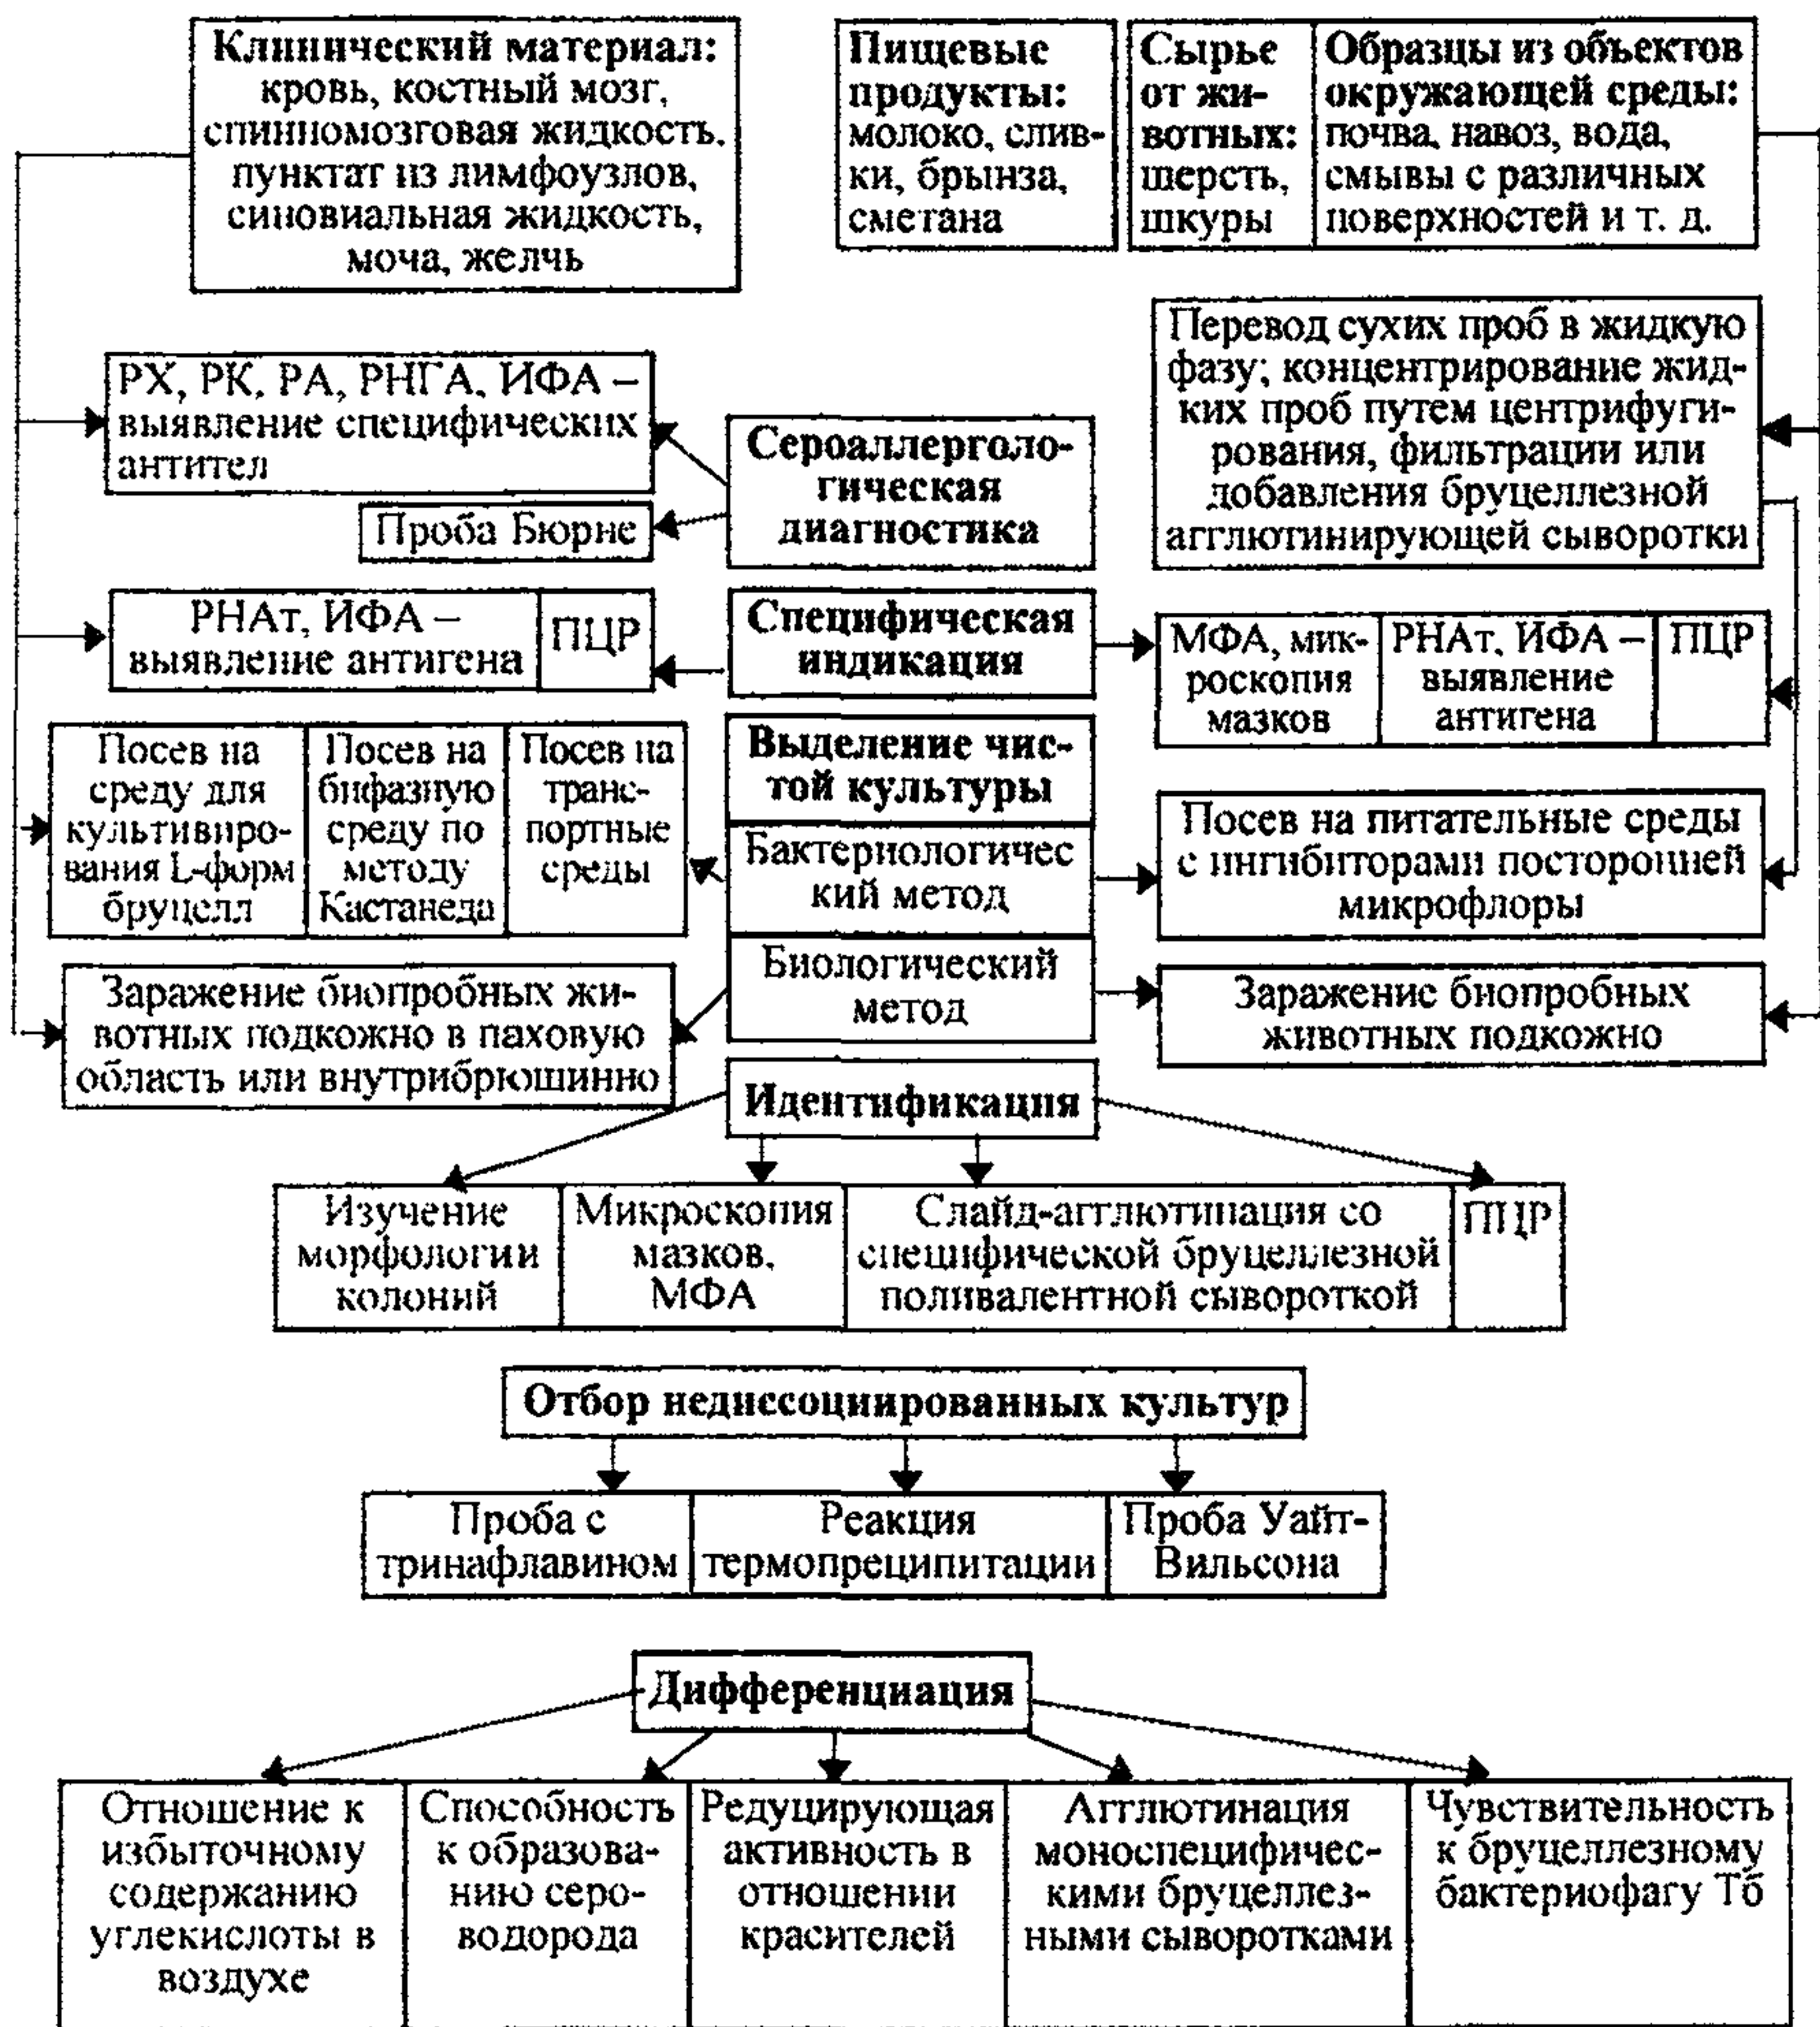 Клинический материал:
кровь, костный мозг,
спинномозговая жидкость,
пунктат из лимфоузлов,
синовиальная жидкость,
моча, желчь
Пищевые
продукты:
молоко, слив-
ки, брынза,
сметана
Сырье
от жи-
вотных:
шерсть,
шкуры
Образцы из объектов
окружающей среды:
почва, навоз, вода,
смывы с различных
поверхностей и т. д.
Перевод сухих проб в жидкую
фазу; концентрирование жид-
ких проб путем центрифуги-
рования, фильтрации или
добавления бруцеллезной
агглютинирующей сыворотки
РХ, РК, РА, РНГА, ИФА –
выявление специфических
антител
Сероаллерголо-
гическая
диагностика
Проба Бюрне
РНАт, ИФА –
выявление антигена
ПЦР
Специфическая
индикация
МФА, мик-
роскопия
мазков
РНАт, ИФА –
выявление
антигена
ПЦР
Посев на
среду для
культивиро-
вания L-форм
бруцелл
Посев на
бифазную
среду по
методу
Кастанеда
Посев на
транс-
портные
среды
Выделение чис-
той культуры
Бактериологичес
кий метод
Посев на питательные среды
с ингибиторами посторонней
микрофлоры
Биологический
метод
Заражение биопробных жи-
вотных подкожно в паховую
область или внутрибрюшинно
Заражение биопробных
животных подкожно
Идентификация
Изучение
морфологии
колоний
Микроскопия
мазков,
МФА
Слайд-агглютинация со
специфической бруцеллезной
поливалентной сывороткой
ПЦР
Отбор недиссоциированных культур
Проба с
тринафлавином
Реакция
термопреципитации
Проба Уайт-
Вильсона
Дифференциация
Отношение к
избыточному
содержанию
углекислоты в
воздухе
Способность
к образова-
нию серо-
водорода
Редуцирующая
активность в
отношении
красителей
Агглютинация
моноспецифичес-
кими бруцеллез-
ными сыворотками
Чувствительность
к бруцеллезному
бактериофагу Тб